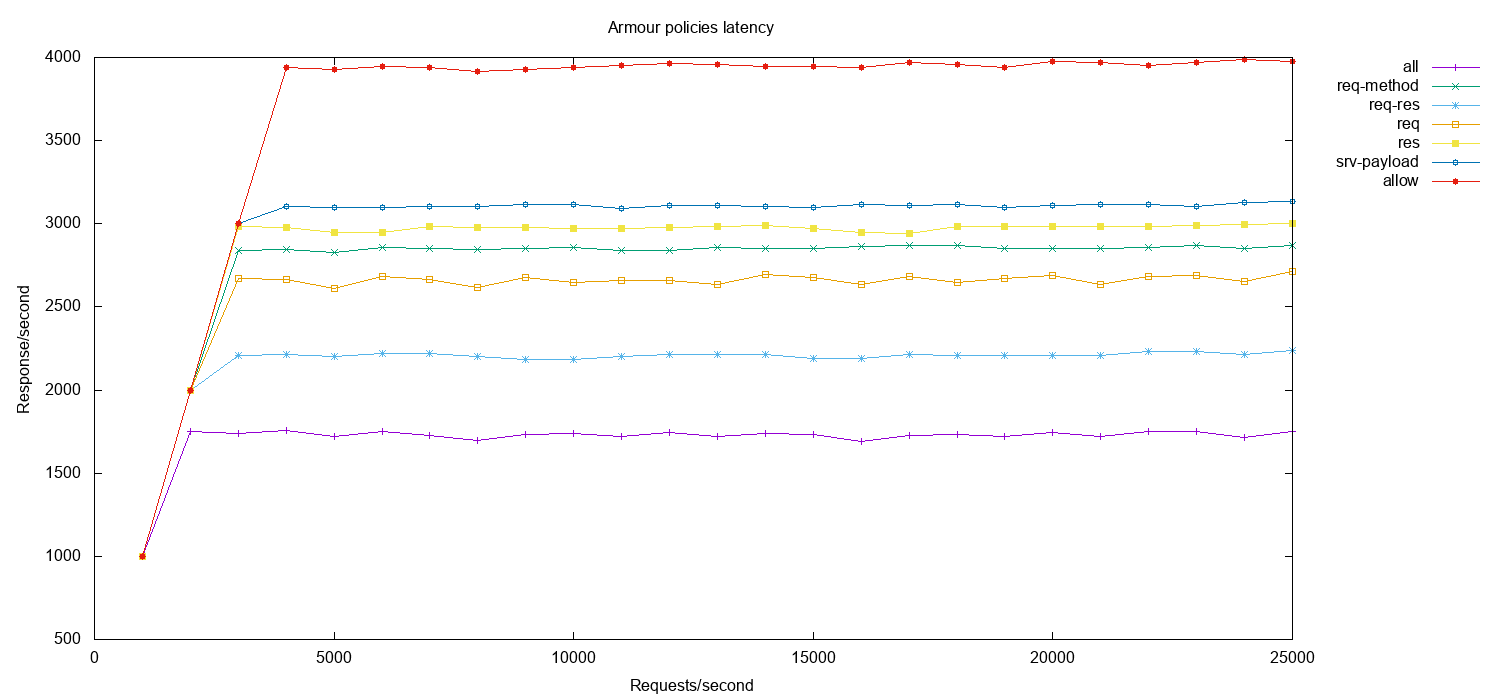 Armour policies latency
4000
3500
3000
2500
2000
1500
1000
500
Response/second
0
5000
10000
15000
20000
25000
Requests/second
all
req-method
req-res
req
res
srv-payload
allow